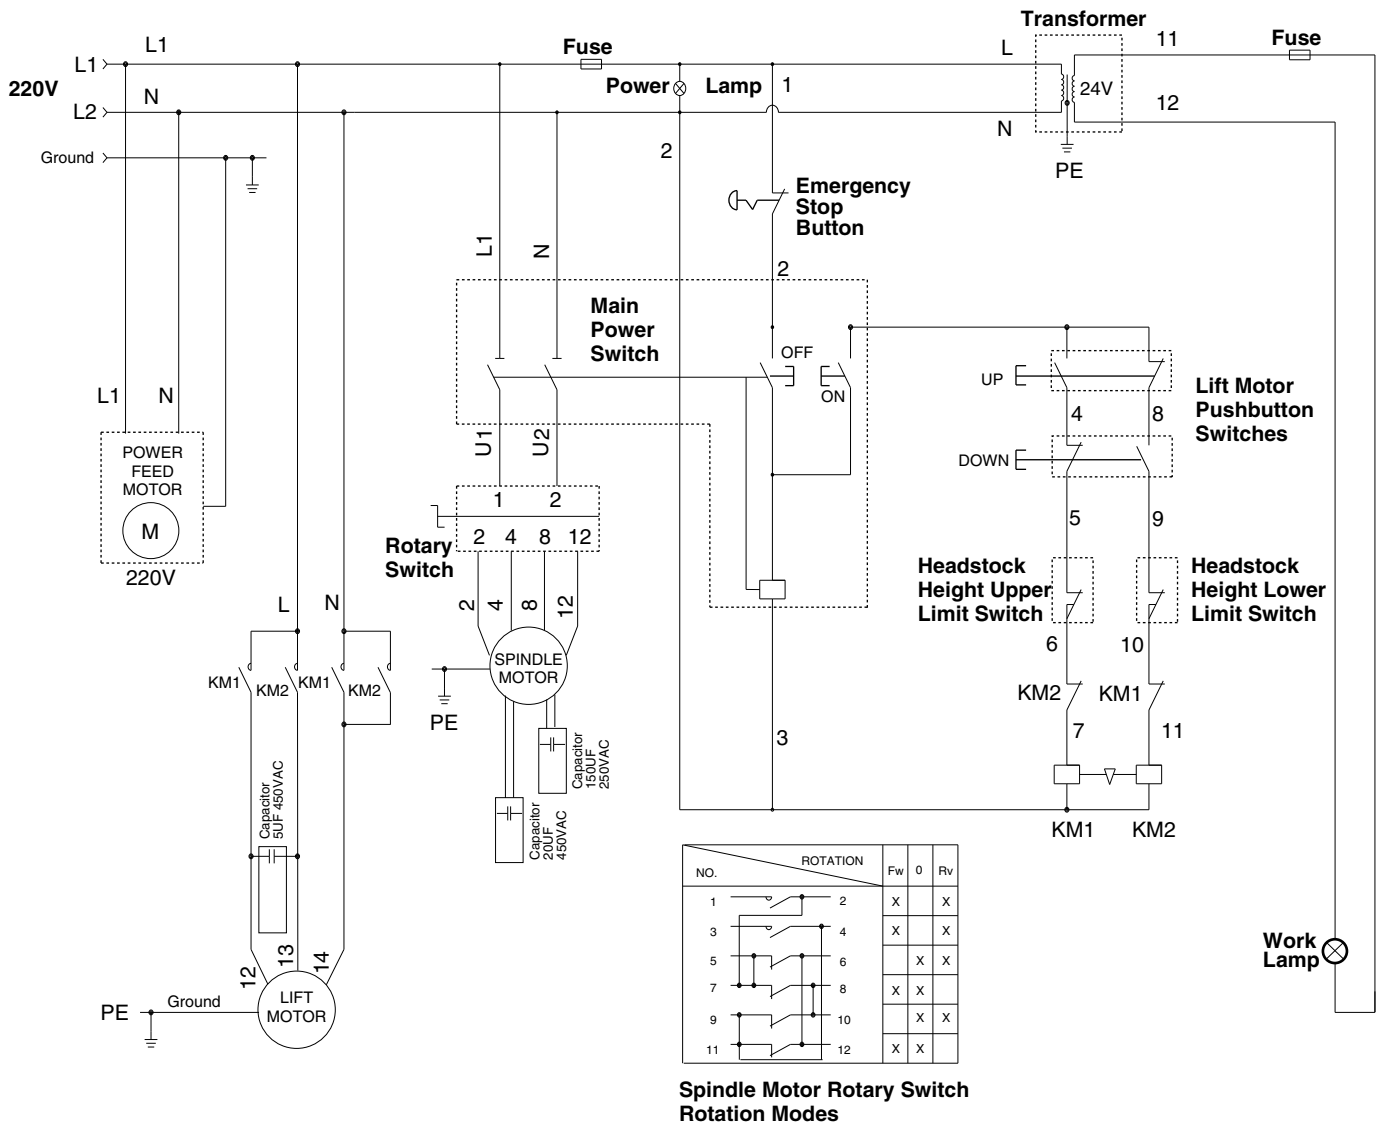 Transformer
L1
Fuse
L
11
Fuse
L1
220V
Power Lamp
1
24V
N
L2
12
N
2
Ground
PE
Emergency
Stop
Button
L1
N
2
Main
Power
Switch
OFF
ON
UP
Lift Motor
Pushbutton
Switches
L1
N
4
8
U1
U2
DOWN
POWER
FEED
MOTOR
M
220V
1
2
2
4
8
12
Rotary
Switch
5
9
Headstock
Height Upper
Limit Switch
Headstock
Height Lower
Limit Switch
L
N
2
4
8
12
6
10
SPINDLE
MOTOR
KM1
KM2
KM1
KM2
PE
KM2
KM1
3
7
11
Capacitor
150UF
250VAC
Capacitor
5UF 450VAC
Capacitor
20UF
450VAC
KM1
KM2
ROTATION
NO.
Fw
0
Rv
1
2
X
X
3
4
X
X
5
6
X
X
7
8
X
X
9
10
X
X
11
12
X
X
Work
Lamp
12
13
14
PE
Ground
LIFT
MOTOR
Spindle Motor Rotary Switch
Rotation Modes